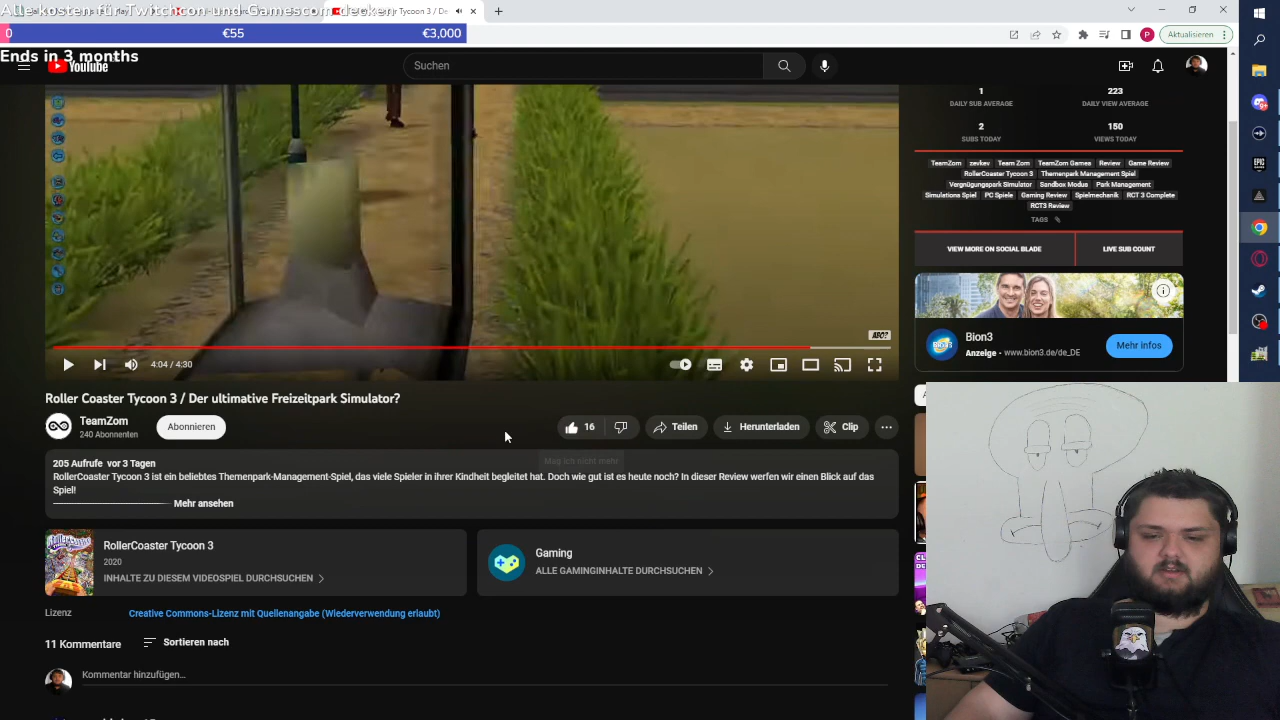 Alle kosten für Twitchcon und Gamescom decken
r Tycoon 3 / De
0 €55 €3,000
Aktualisieren
Ends in 3 months
YouTube
Suchen
1 223
DAILY SUB AVERAGE DAILY VIEW AVERAGE
2 150
SUBS TODAY VIEWS TODAY
TeamZom zevkev Team Zom TeamZom Games Review Game Review
RollerCoaster Tycoon 3 Themenpark Management Spiel
Vergnügungspark Simulator Sandbox Modus Park Management
Simulations Spiel PC Spiele Gaming Review Spielmechanik RCT 3 Complete
RCT3 Review
TAGS
VIEW MORE ON SOCIAL BLADE LIVE SUB COUNT
Bion3
Anzeige • www.bion3.de/de_DE
Mehr infos
ABO?
4:04 / 4:30
Roller Coaster Tycoon 3 / Der ultimative Freizeitpark Simulator?
TeamZom
240 Abonnenten
Abonnieren
16 Teilen Herunterladen Clip
Mag ich nicht mehr
205 Aufrufe vor 3 Tagen
RollerCoaster Tycoon 3 ist ein beliebtes Themenpark-Management-Spiel, das viele Spieler in ihrer Kindheit begleitet hat. Doch wie gut ist es heute noch? In dieser Review werfen wir einen Blick auf das
Spiel!
Mehr ansehen
RollerCoaster Tycoon 3
2020
INHALTE ZU DIESEM VIDEOSPIEL DURCHSUCHEN
Gaming
ALLE GAMINGINHALTE DURCHSUCHEN
Lizenz Creative Commons-Lizenz mit Quellenangabe (Wiederverwendung erlaubt)
11 Kommentare Sortieren nach
Kommentar hinzufügen...